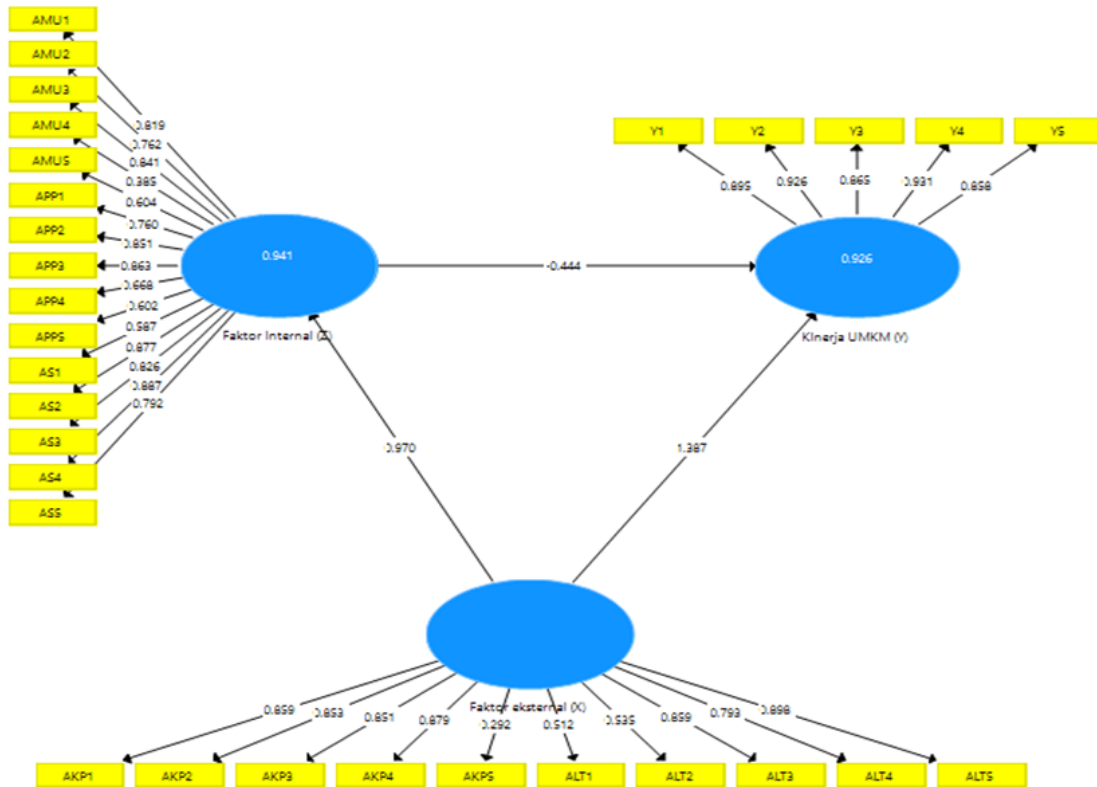 AMU1
AMU2
AMU3
AMU4
AMU5
APP1
APP2
APP3
APP4
APP5
AS1
AS2
AS3
AS4
AS5
0.819
0.762
0.841
0.385
0.604
0.760
0.851
0.863
0.668
0.602
0.587
0.877
0.826
0.887
0.792
0.941
Faktor Internal (Z)
-0.444
Y1 Y2 Y3 Y4 Y5
0.895 0.926 0.865 0.931 0.858
0.926
KInerja UMKM (Y)
0.970
1.387
Faktor eksternal (X)
0.859 0.853 0.851 0.879 0.292 0.512 0.535 0.859 0.793 0.898
AKP1 AKP2 AKP3 AKP4 AKP5 ALT1 ALT2 ALT3 ALT4 ALT5